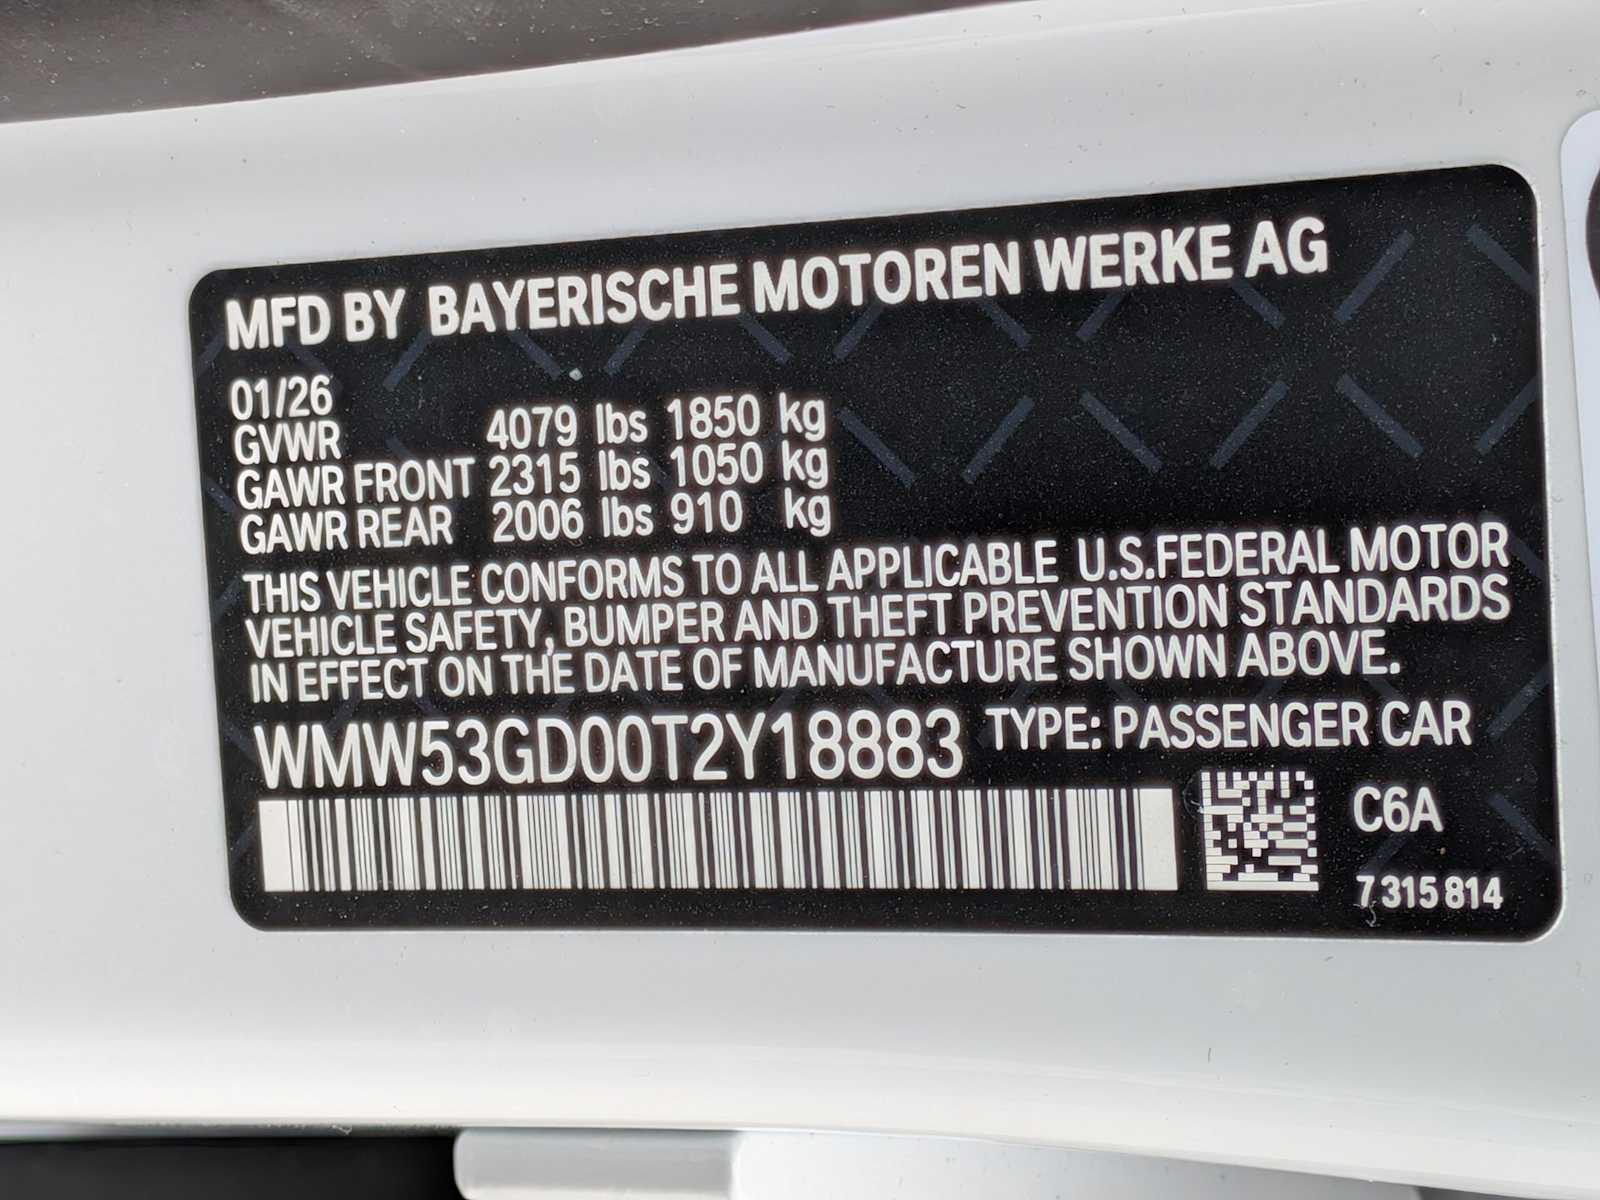 MFD BY BAYERISCHE MOTOREN WERKE AG
01/26
GVWR 4079 lbs 1850 kg
GAWR FRONT 2315 lbs 1050 kg
GAWR REAR 2006 lbs 910 kg
THIS VEHICLE CONFORMS TO ALL APPLICABLE U.S.FEDERAL MOTOR
VEHICLE SAFETY, BUMPER AND THEFT PREVENTION STANDARDS
IN EFFECT ON THE DATE OF MANUFACTURE SHOWN ABOVE.
WMW53GD00T2Y18883 TYPE: PASSENGER CAR
C6A
7 315 814